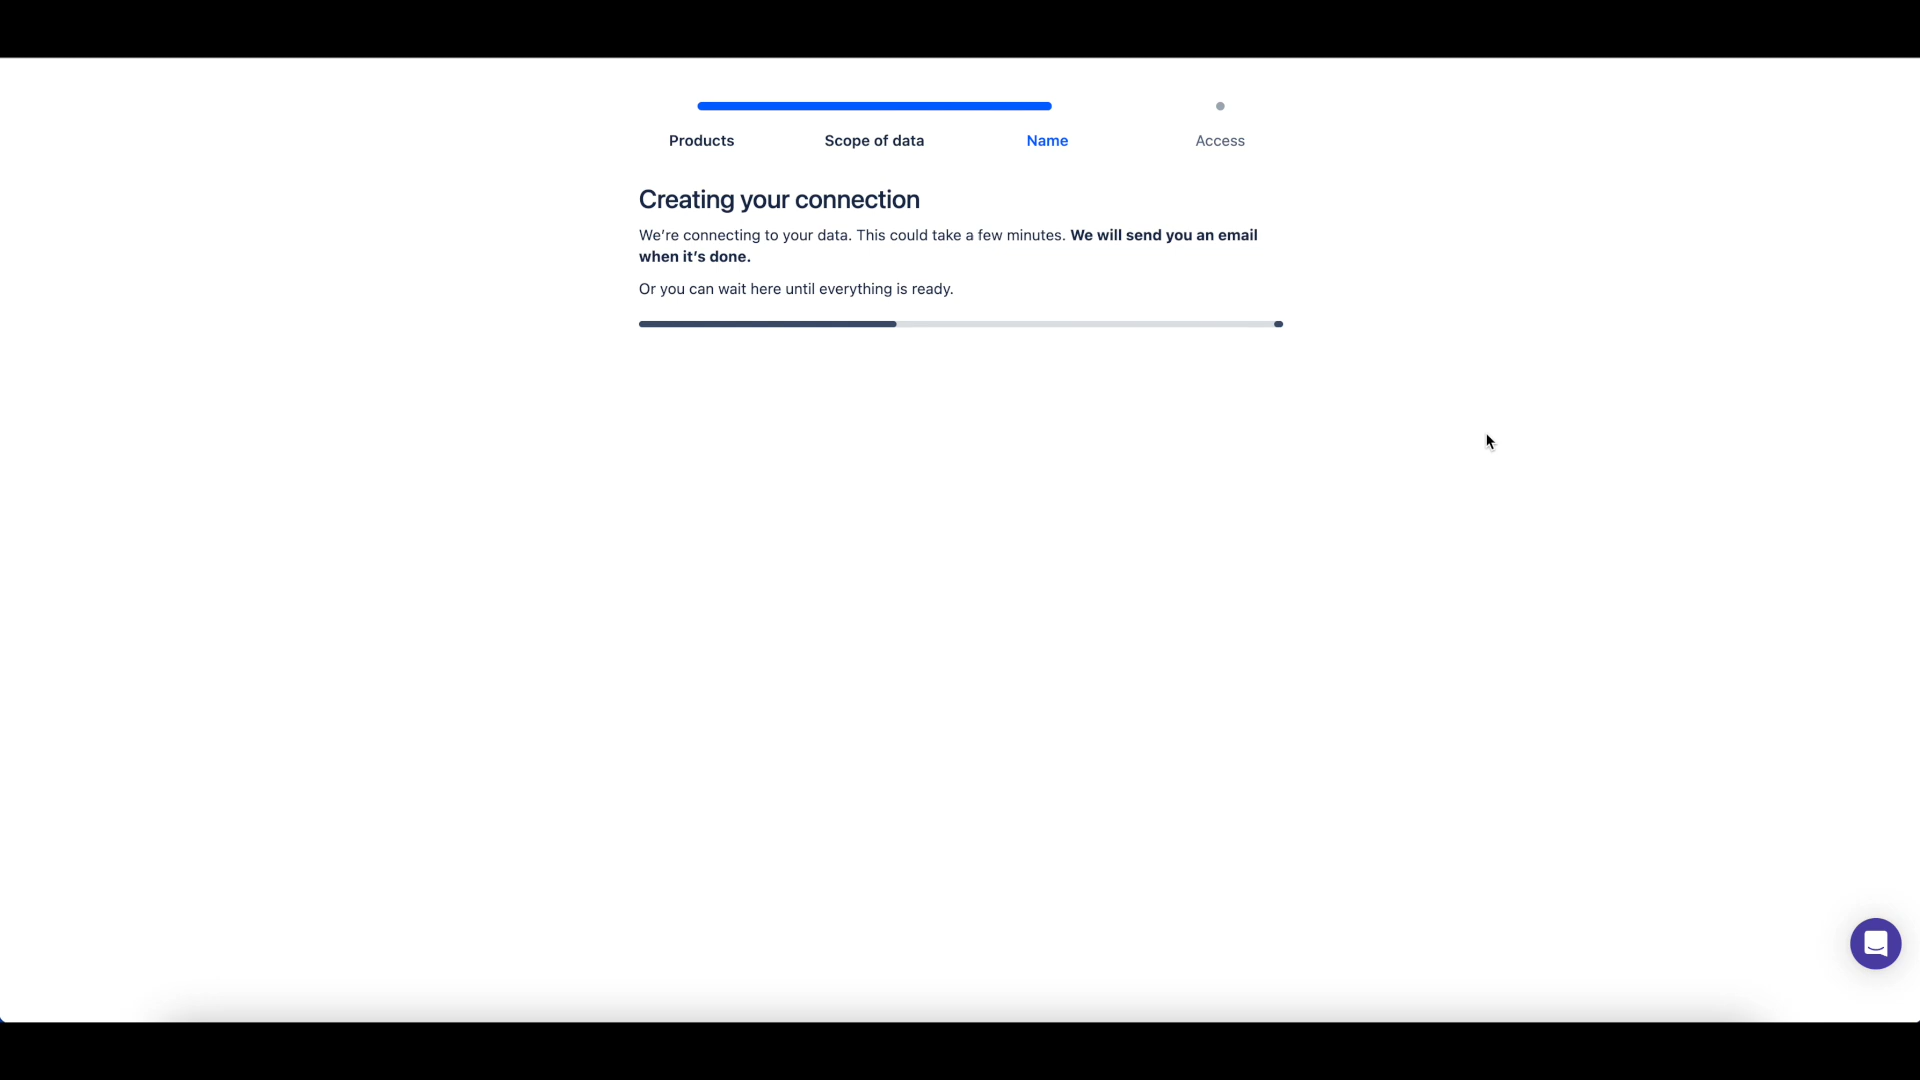 Products Scope of data Name Access
Creating your connection
We’re connecting to your data. This could take a few minutes. We will send you an email
when it’s done.
Or you can wait here until everything is ready.